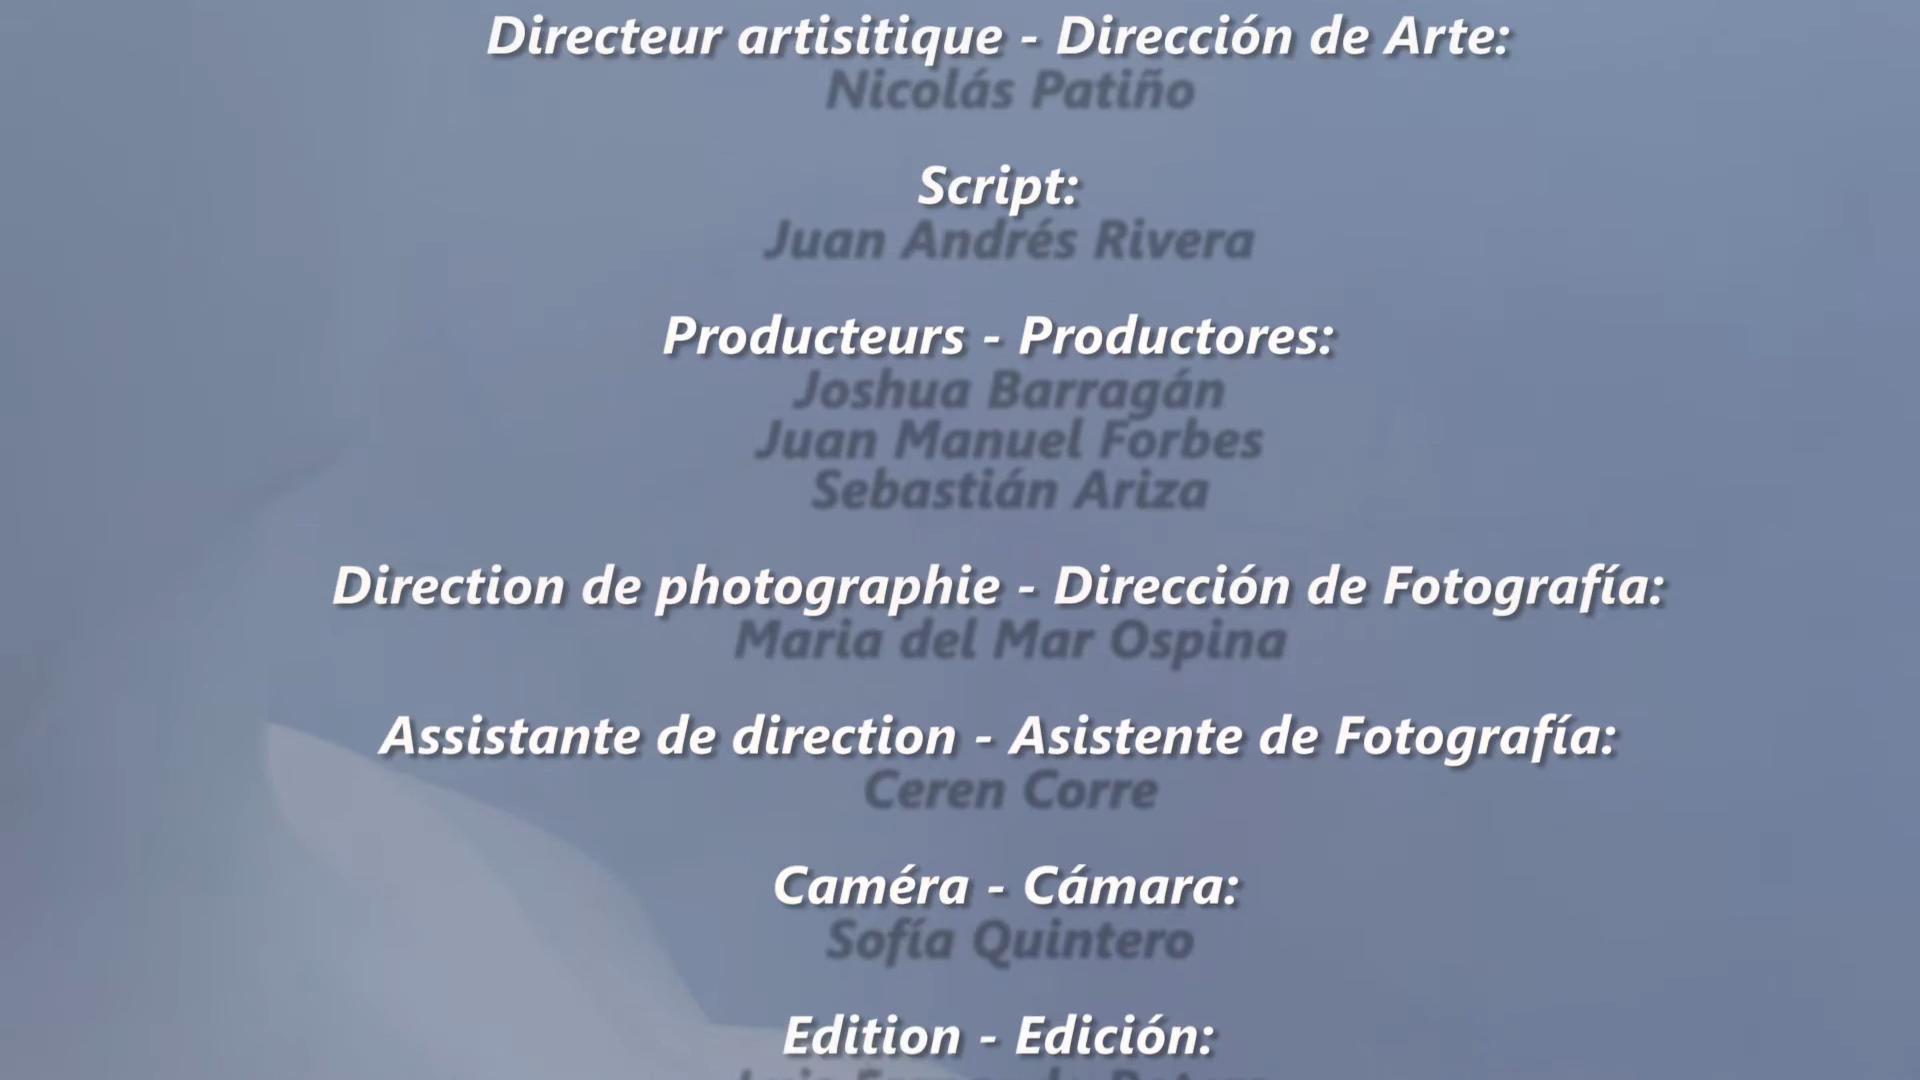 Directeur artisitique - Dirección de Arte:
Nicolás Patiño
Script:
Juan Andrés Rivera
Producteurs - Productores:
Joshua Barragán
Juan Manuel Forbes
Sebastián Ariza
Direction de photographie - Dirección de Fotografía:
Maria del Mar Ospina
Assistante de direction - Asistente de Fotografía:
Ceren Corre
Caméra - Cámara:
Sofía Quintero
Edition - Edición: